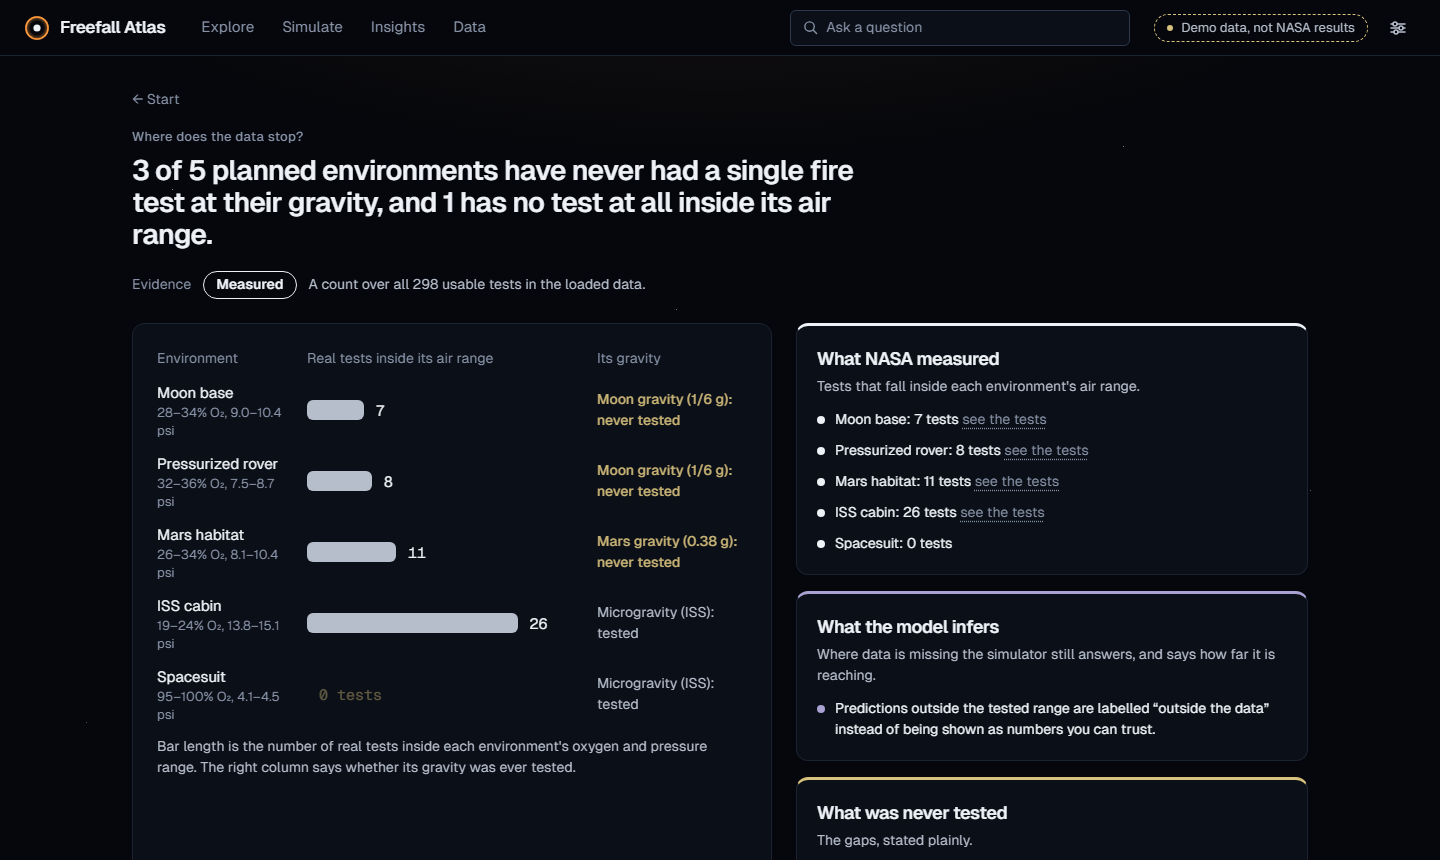 Freefall Atlas
Explore
Simulate
Insights
Data
Ask a question
Demo data, not NASA results
← Start
Where does the data stop?
3 of 5 planned environments have never had a single fire
test at their gravity, and 1 has no test at all inside its air
range.
Evidence
Measured
A count over all 298 usable tests in the loaded data.
Environment
Real tests inside its air range
Its gravity
Moon base
28–34% O₂, 9.0–10.4
psi
7
Moon gravity (1/6 g):
never tested
Pressurized rover
32–36% O₂, 7.5–8.7
psi
8
Moon gravity (1/6 g):
never tested
Mars habitat
26–34% O₂, 8.1–10.4
psi
11
Mars gravity (0.38 g):
never tested
ISS cabin
19–24% O₂, 13.8–15.1
psi
26
Microgravity (ISS):
tested
Spacesuit
95–100% O₂, 4.1–4.5
psi
0 tests
Microgravity (ISS):
tested
Bar length is the number of real tests inside each environment's oxygen and pressure
range. The right column says whether its gravity was ever tested.
What NASA measured
Tests that fall inside each environment's air range.
Moon base: 7 tests see the tests
Pressurized rover: 8 tests see the tests
Mars habitat: 11 tests see the tests
ISS cabin: 26 tests see the tests
Spacesuit: 0 tests
What the model infers
Where data is missing the simulator still answers, and says how far it is
reaching.
Predictions outside the tested range are labelled “outside the data”
instead of being shown as numbers you can trust.
What was never tested
The gaps, stated plainly.